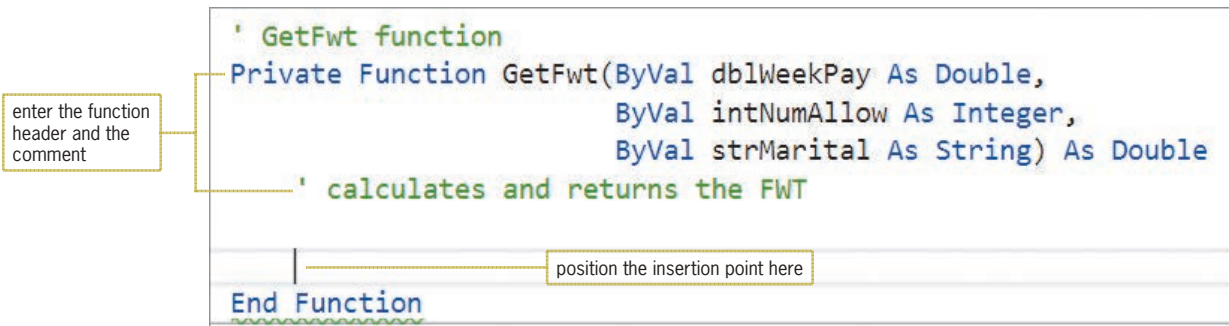 ' GetFwt function
Private Function GetFwt(ByVal dblWeekPay As Double,
ByVal intNumAllow As Integer,
ByVal strMarital As String) As Double
' calculates and returns the FWT
End Function
enter the function
header and the
comment
position the insertion point here